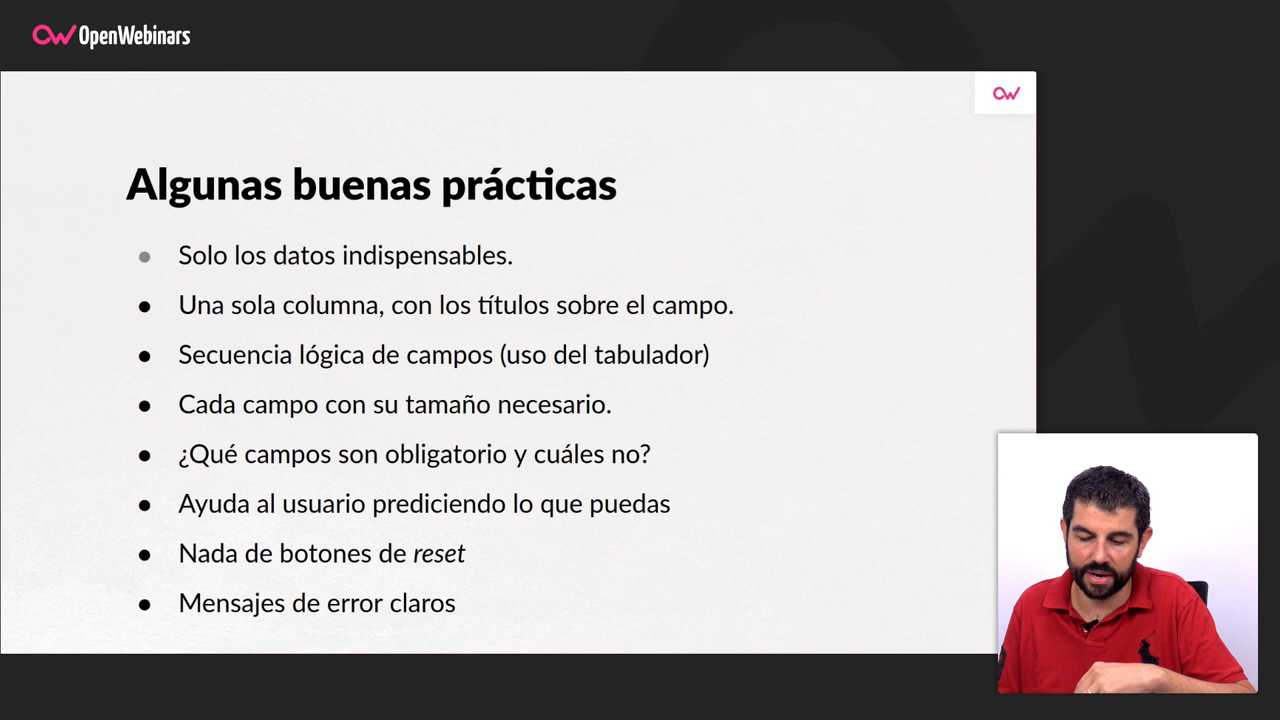 OW OpenWebinars
OW
Algunas buenas prácticas
● Solo los datos indispensables.
● Una sola columna, con los títulos sobre el campo.
● Secuencia lógica de campos (uso del tabulador)
● Cada campo con su tamaño necesario.
● ¿Qué campos son obligatorio y cuáles no?
● Ayuda al usuario prediciendo lo que puedas
● Nada de botones de reset
● Mensajes de error claros